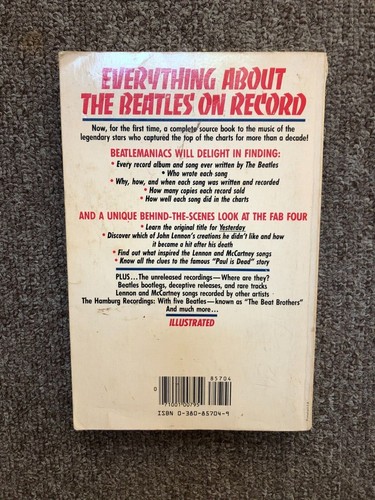 EVERYTHING ABOUT
THE BEATLES ON RECORD
Now, for the first time, a complete source book to the music of the
legendary stars who captured the top of the charts for more than a decade!
BEATLEMANIACS WILL DELIGHT IN FINDING:
• Every record album and song ever written by The Beatles
• Who wrote each song
• Why, how, and when each song was written and recorded
• How many copies each record sold
• How well each song did in the charts
AND A UNIQUE BEHIND-THE-SCENES LOOK AT THE FAB FOUR
• Learn the original title for Yesterday
• Discover which of John Lennon's creations he didn't like and how
it became a hit after his death
• Find out what inspired the Lennon and McCartney songs
• Know all the clues to the famous "Paul is Dead" story
PLUS...The unreleased recordings—Where are they?
Beatles bootlegs, deceptive releases, and rare tracks
Lennon and McCartney songs recorded by other artists
The Hamburg Recordings: With five Beatles—known as "The Beat Brothers"
And much more...
ILLUSTRATED
85704
0
71001 00795
ISBN 0-380-85704-9